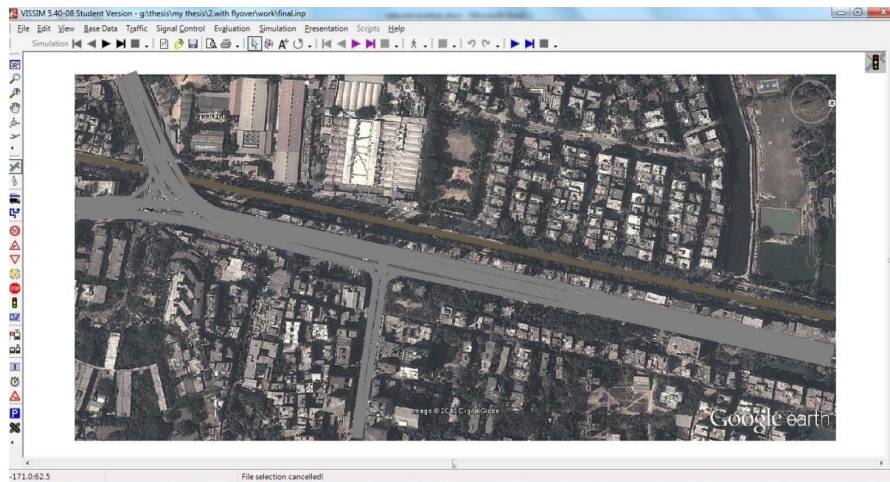 VISSIM 5.40-08 Student Version - g:\thesis\my thesis\2.with flyover\work\final.inp
File Edit View Base Data Traffic Signal Control Evaluation Simulation Presentation Scripts Help
Simulation
Image © 2013 DigitalGlobe
Google earth
-171.0:62.5 File selection cancelled!